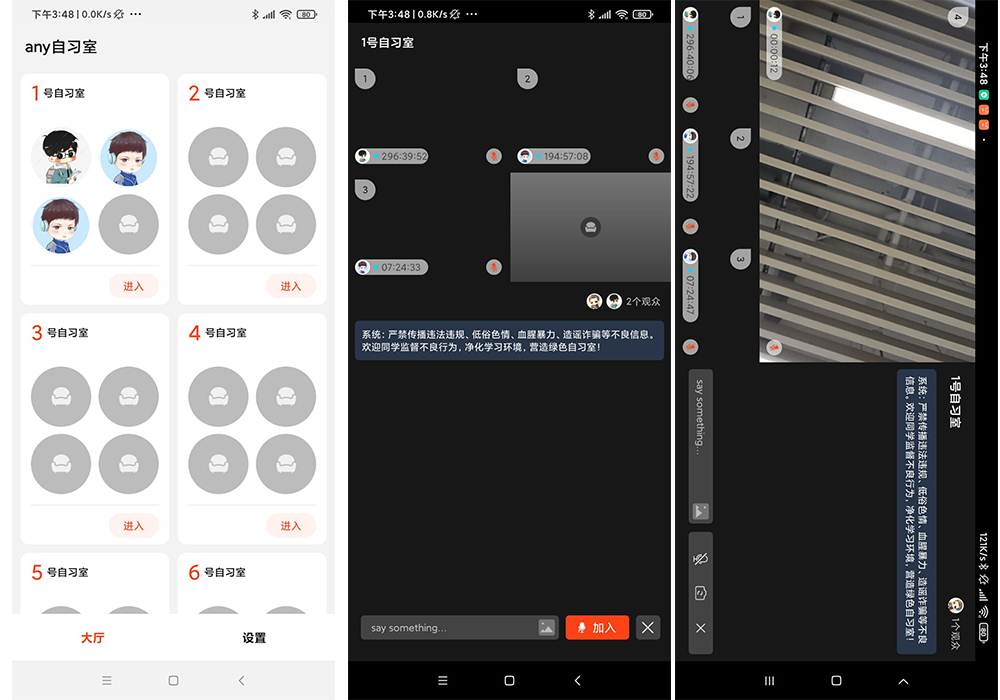 下午3:48 | 0.0K/s
80
any自习室
1 号自习室
2 号自习室
进入
进入
3 号自习室
4 号自习室
进入
进入
5 号自习室
6 号自习室
大厅
设置
下午3:48 | 0.8K/s
80
1号自习室
1
2
296:39:52
194:57:08
3
07:24:33
2个观众
系统：严禁传播违法违规、低俗色情、血腥暴力、造谣诈骗等不良信息。
欢迎同学监督不良行为，净化学习环境，营造绿色自习室！
say something...
加入
下午3:48
121K/s
80
4
00:00:12
1
296:40:06
2
194:57:22
3
07:24:47
1号自习室
1个观众
系统：严禁传播违法违规、低俗色情、血腥暴力、造谣诈骗等不良
信息。欢迎同学监督不良行为，净化学习环境，营造绿色自习室！
say something...